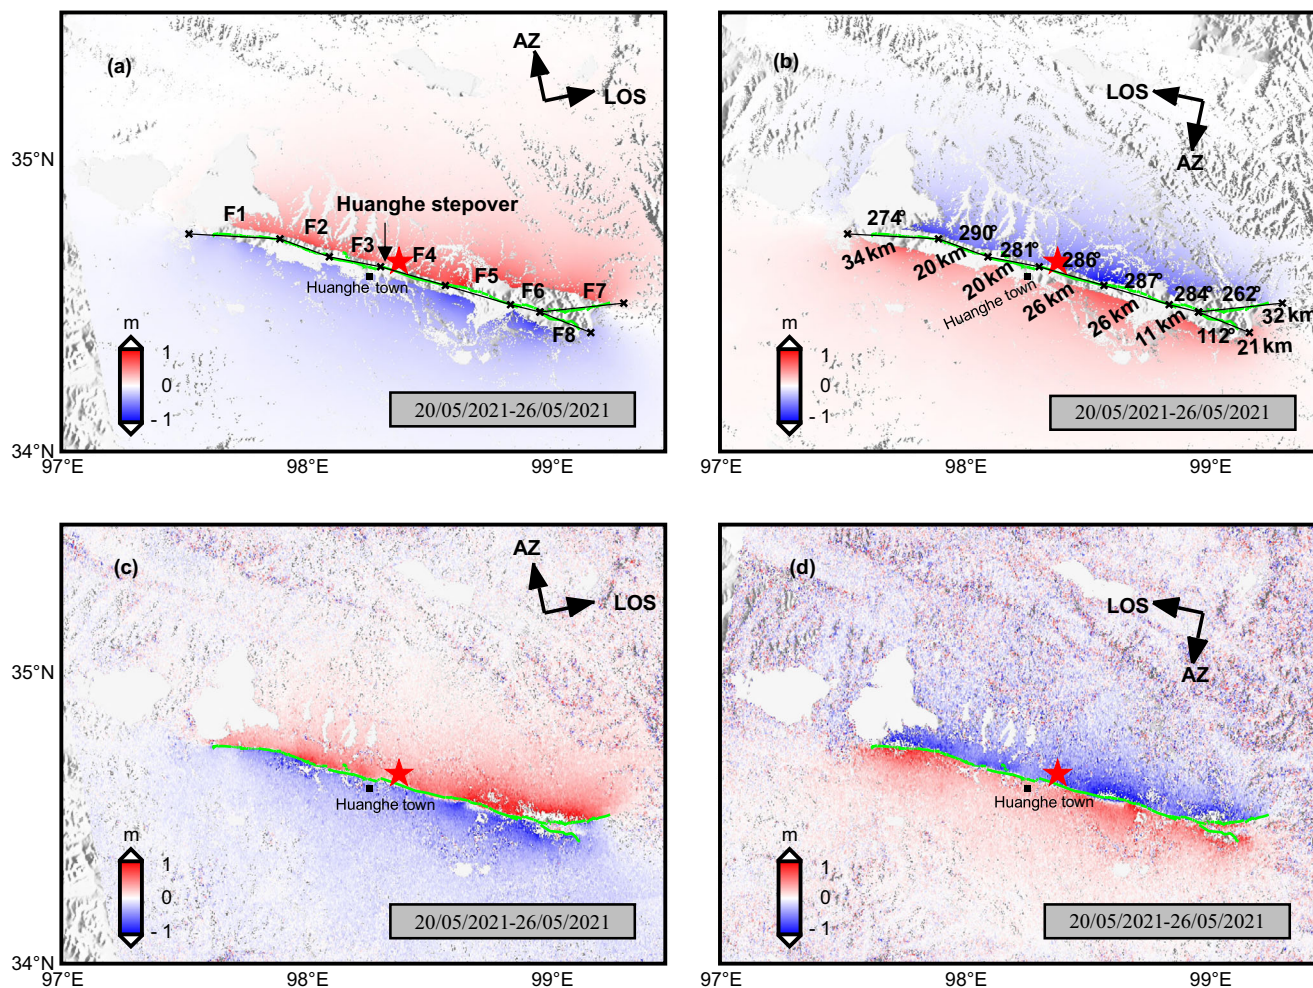 (a)
AZ
LOS
35°N
F1
F2
Huanghe stepover
F3
F4
F5
F6
F7
F8
Huanghe town
m
1
0
- 1
20/05/2021-26/05/2021
34°N
97°E
98°E
99°E
(b)
LOS
AZ
274°
290°
281°
286°
287°
284°
262°
112°
34 km
20 km
20 km
26 km
26 km
11 km
32 km
21 km
Huanghe town
m
1
0
- 1
20/05/2021-26/05/2021
97°E
98°E
99°E
(c)
AZ
LOS
35°N
Huanghe town
m
1
0
- 1
20/05/2021-26/05/2021
34°N
97°E
98°E
99°E
(d)
LOS
AZ
Huanghe town
m
1
0
- 1
20/05/2021-26/05/2021
97°E
98°E
99°E